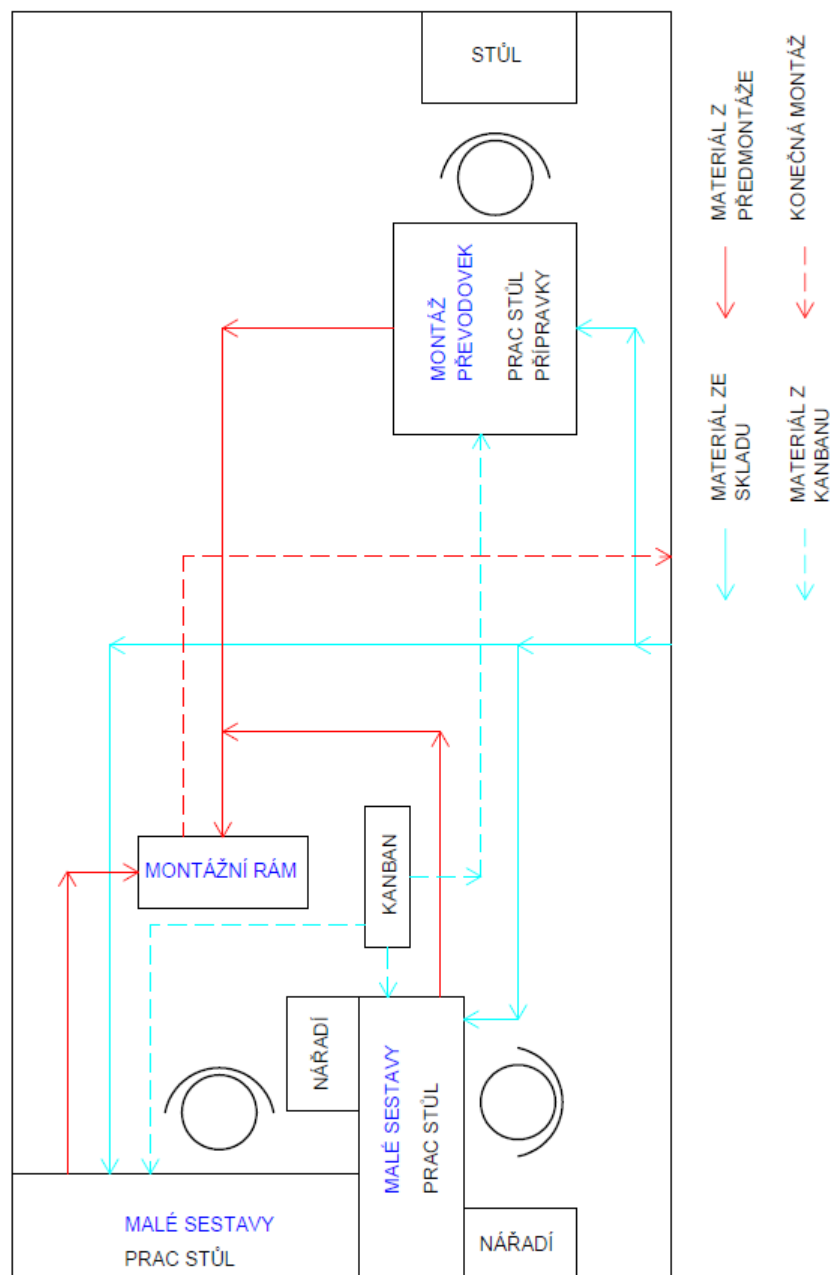 STŮL
MONTÁŽ
PŘEVODOVEK
PRAC STŮL
PŘÍPRAVKY
MONTÁŽNÍ RÁM
KANBAN
NÁŘADÍ
MALÉ SESTAVY
PRAC STŮL
MALÉ SESTAVY
PRAC STŮL
NÁŘADÍ
MATERIÁL Z
PŘEDMONTÁŽE
KONEČNÁ MONTÁŽ
MATERIÁL ZE
SKLADU
MATERIÁL Z
KANBANU